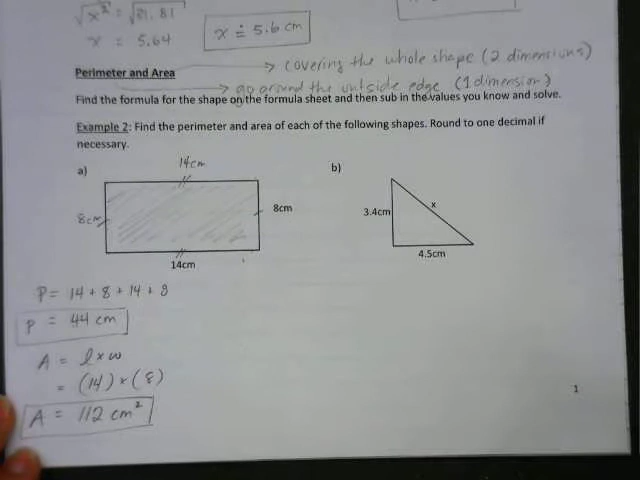 √x² = √31.81
x = 5.64
x ≐ 5.6 cm
→ covering the whole shape (2 dimensions)
Perimeter and Area
→ go around the outside edge (1 dimension)
Find the formula for the shape on the formula sheet and then sub in the values you know and solve.
Example 2: Find the perimeter and area of each of the following shapes. Round to one decimal if
necessary.
a)
14cm
8cm
8cm
14cm
b)
3.4cm
x
4.5cm
P = 14 + 8 + 14 + 8
P = 44 cm
A = l x w
= (14) x (8)
A = 112 cm²
1